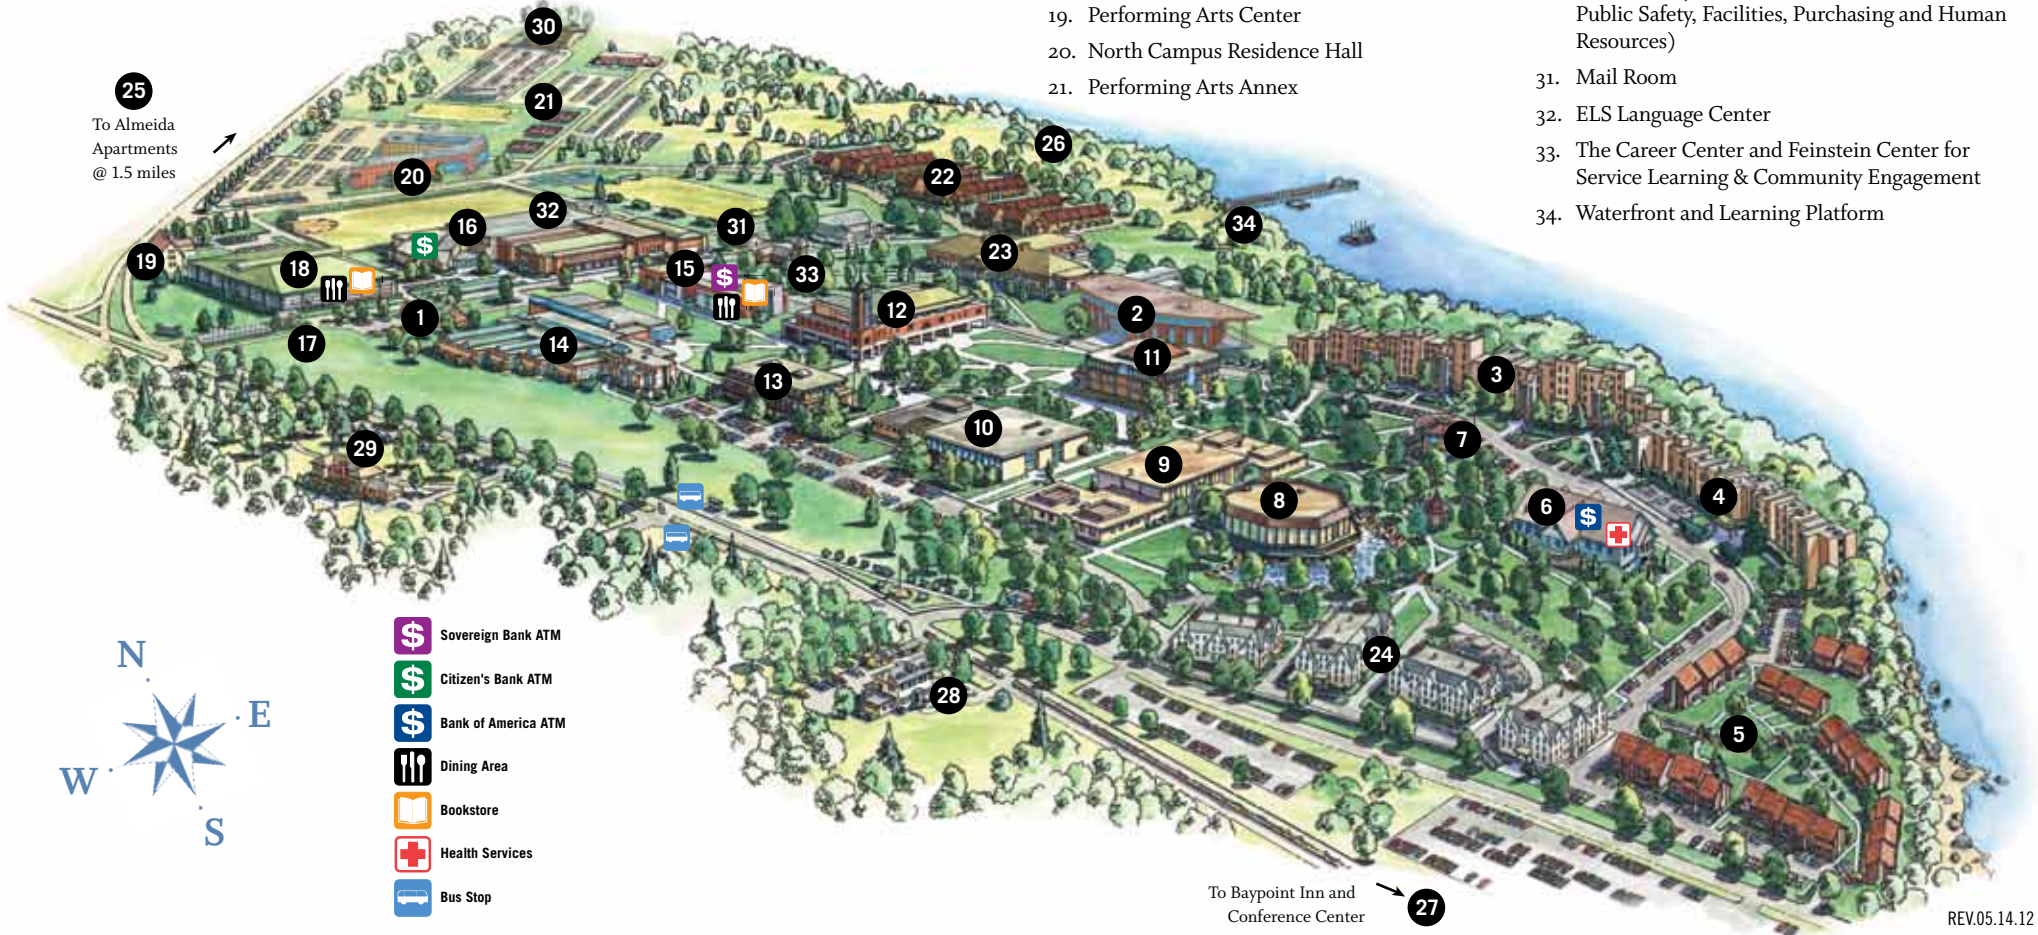 19. Performing Arts Center
20. North Campus Residence Hall
21. Performing Arts Annex
Public Safety, Facilities, Purchasing and Human
Resources)
31. Mail Room
32. ELS Language Center
33. The Career Center and Feinstein Center for
Service Learning & Community Engagement
34. Waterfront and Learning Platform
30
25
To Almeida
Apartments
@ 1.5 miles
21
26
20
22
32
16
31
34
19
18
15
33
23
1
12
2
17
14
11
13
3
10
7
29
9
8
6
4
24
28
5
N
E
W
S
Sovereign Bank ATM
Citizen's Bank ATM
Bank of America ATM
Dining Area
Bookstore
Health Services
Bus Stop
To Baypoint Inn and
Conference Center
27
REV.05.14.12